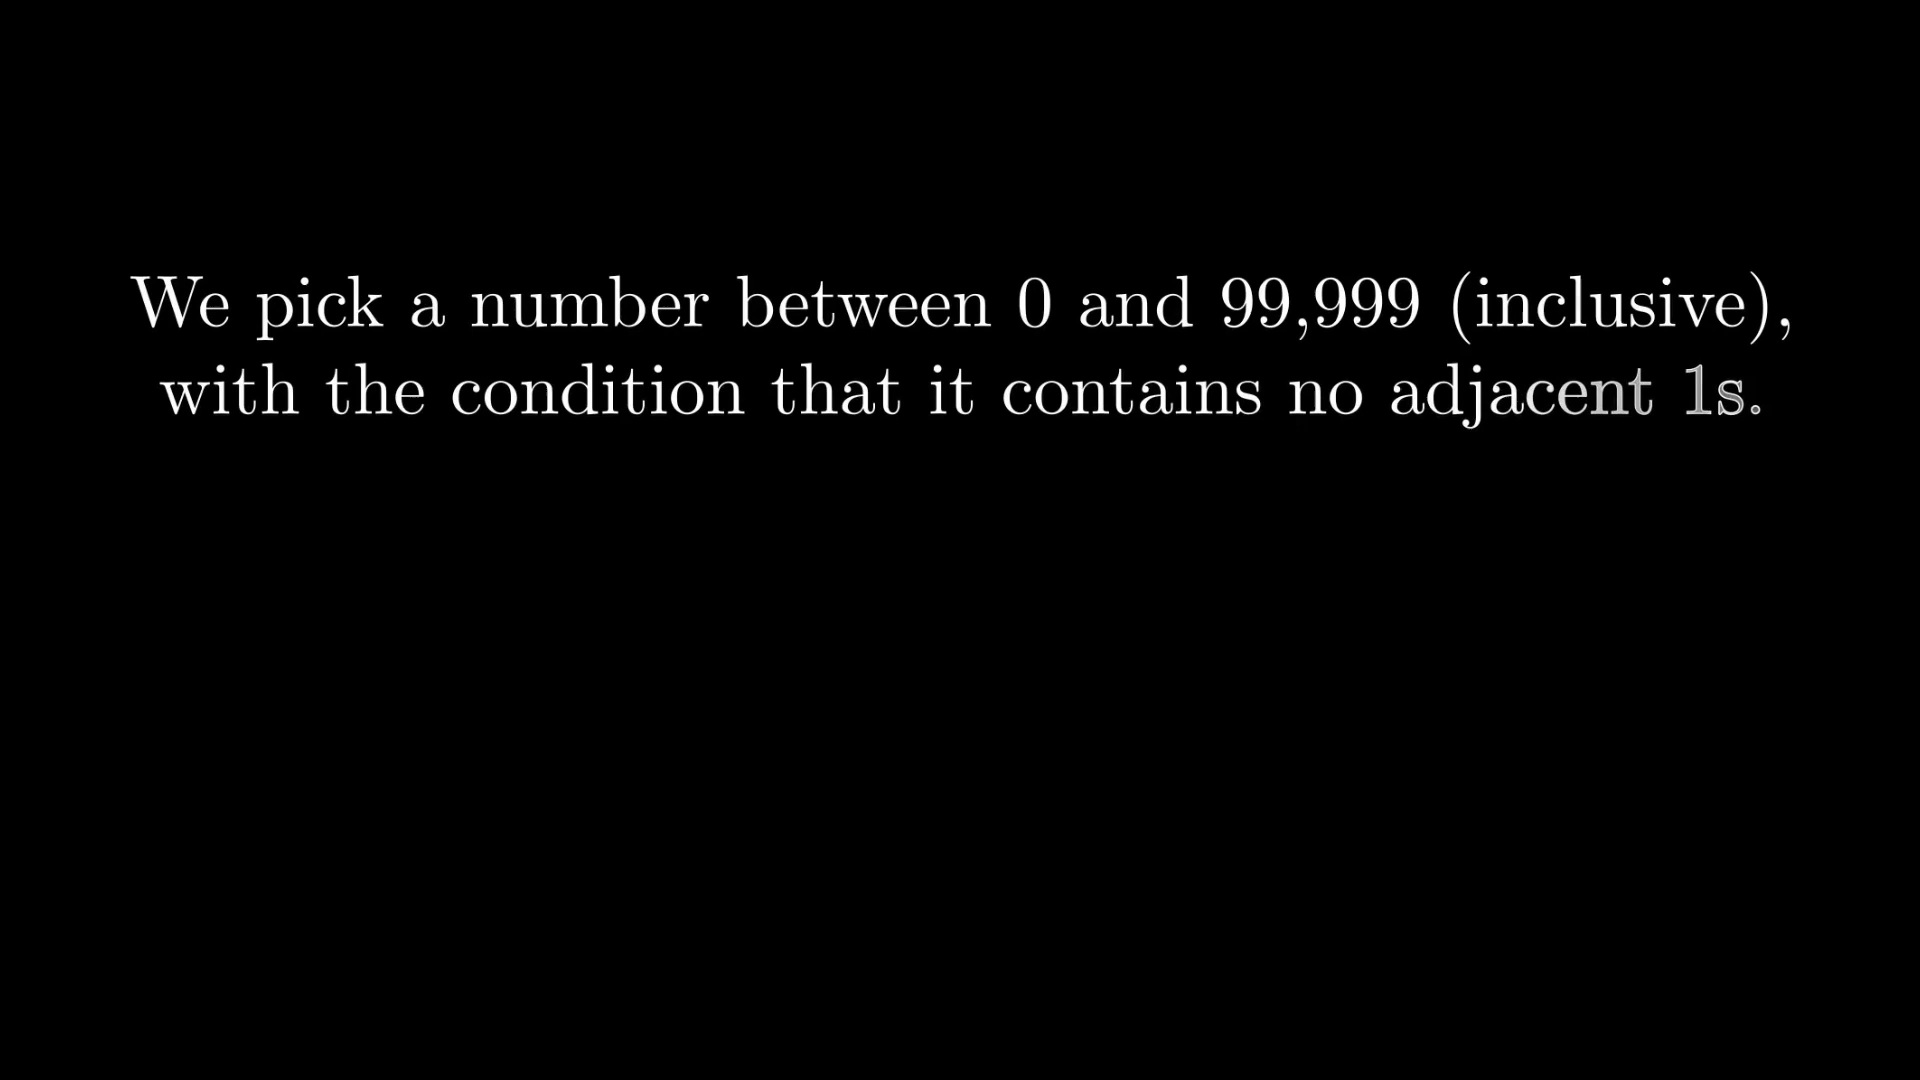 We pick a number between 0 and 99,999 (inclusive),
with the condition that it contains no adjacent 1s.